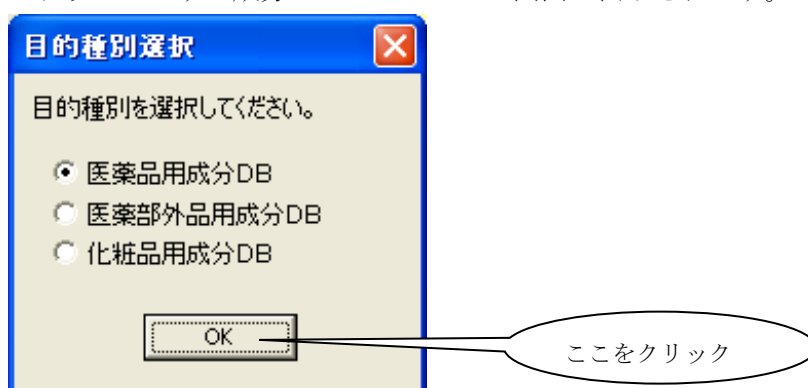 目的種別選択
目的種別を選択してください。
医薬品用成分DB
医薬部外品用成分DB
化粧品用成分DB
OK
ここをクリック